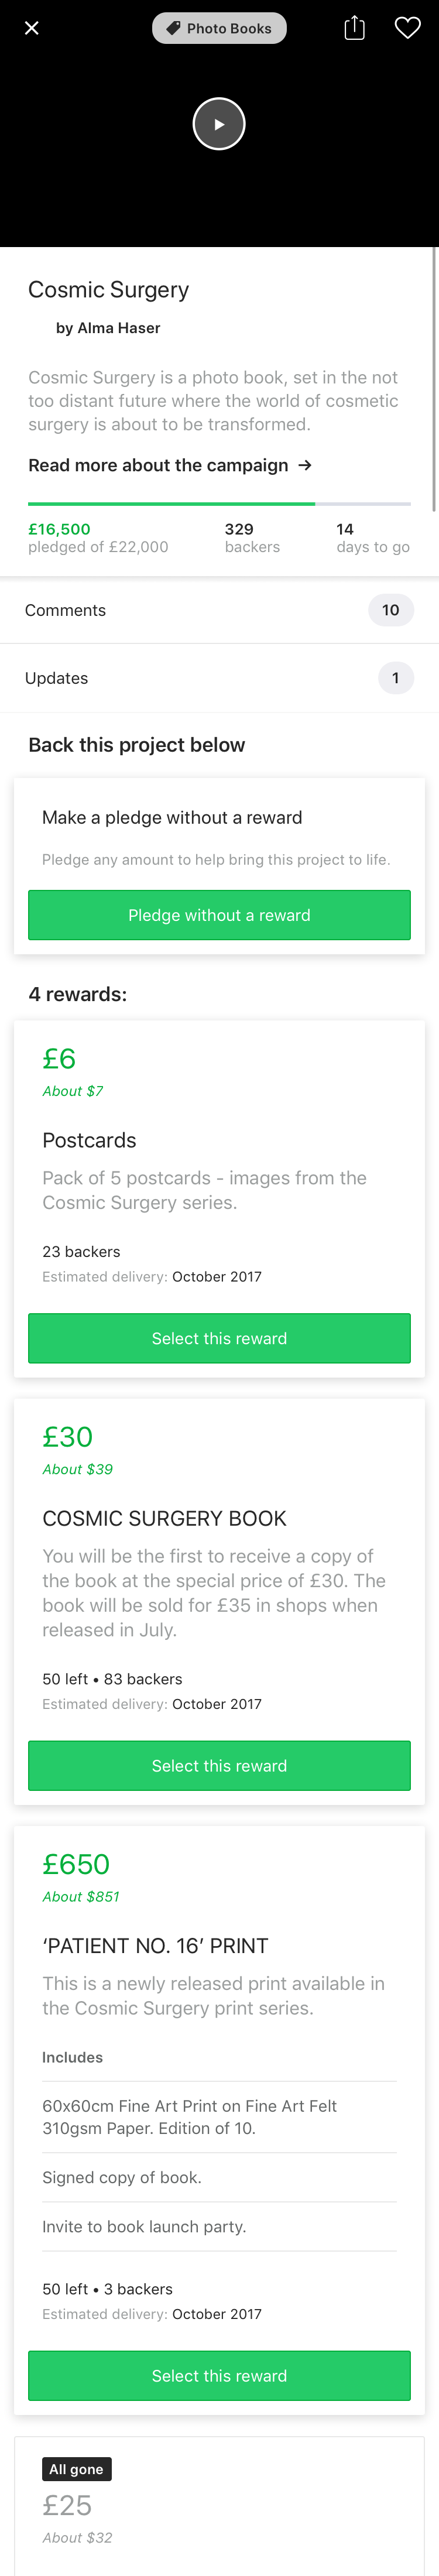 Photo Books
Cosmic Surgery
by Alma Haser
Cosmic Surgery is a photo book, set in the not
too distant future where the world of cosmetic
surgery is about to be transformed.
Read more about the campaign →
£16,500
pledged of £22,000
329
backers
14
days to go
Comments
10
Updates
1
Back this project below
Make a pledge without a reward
Pledge any amount to help bring this project to life.
Pledge without a reward
4 rewards:
£6
About $7
Postcards
Pack of 5 postcards - images from the
Cosmic Surgery series.
23 backers
Estimated delivery: October 2017
Select this reward
£30
About $39
COSMIC SURGERY BOOK
You will be the first to receive a copy of
the book at the special price of £30. The
book will be sold for £35 in shops when
released in July.
50 left • 83 backers
Estimated delivery: October 2017
Select this reward
£650
About $851
‘PATIENT NO. 16’ PRINT
This is a newly released print available in
the Cosmic Surgery print series.
Includes
60x60cm Fine Art Print on Fine Art Felt
310gsm Paper. Edition of 10.
Signed copy of book.
Invite to book launch party.
50 left • 3 backers
Estimated delivery: October 2017
Select this reward
All gone
£25
About $32